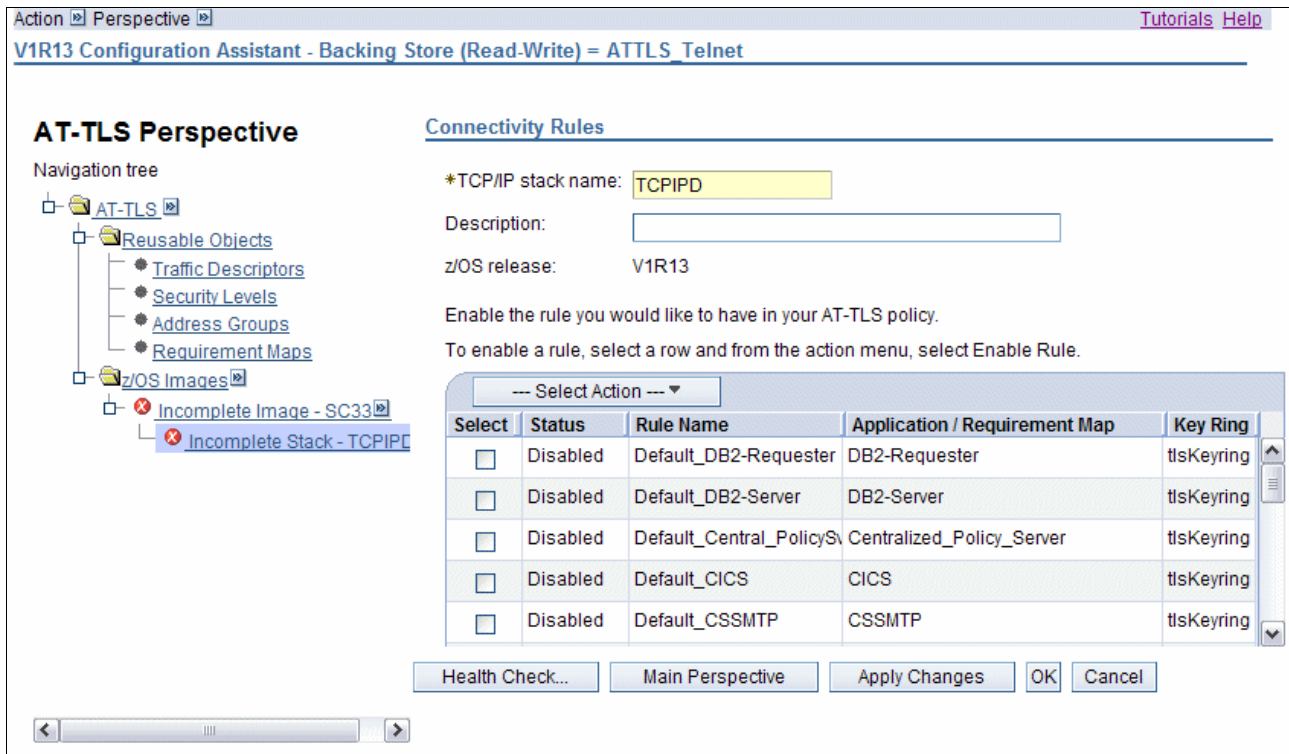 Action Perspective Tutorials Help
V1R13 Configuration Assistant - Backing Store (Read-Write) = ATTLS_Telnet
AT-TLS Perspective
Navigation tree
AT-TLS
Reusable Objects
Traffic Descriptors
Security Levels
Address Groups
Requirement Maps
z/OS Images
Incomplete Image - SC33
Incomplete Stack - TCPIPD
Connectivity Rules
*TCP/IP stack name: TCPIPD
Description:
z/OS release: V1R13
Enable the rule you would like to have in your AT-TLS policy.
To enable a rule, select a row and from the action menu, select Enable Rule.
--- Select Action ---
Select Status Rule Name Application / Requirement Map Key Ring
Disabled Default_DB2-Requester DB2-Requester tlsKeyring
Disabled Default_DB2-Server DB2-Server tlsKeyring
Disabled Default_Central_PolicySv Centralized_Policy_Server tlsKeyring
Disabled Default_CICS CICS tlsKeyring
Disabled Default_CSSMTP CSSMTP tlsKeyring
Health Check... Main Perspective Apply Changes OK Cancel